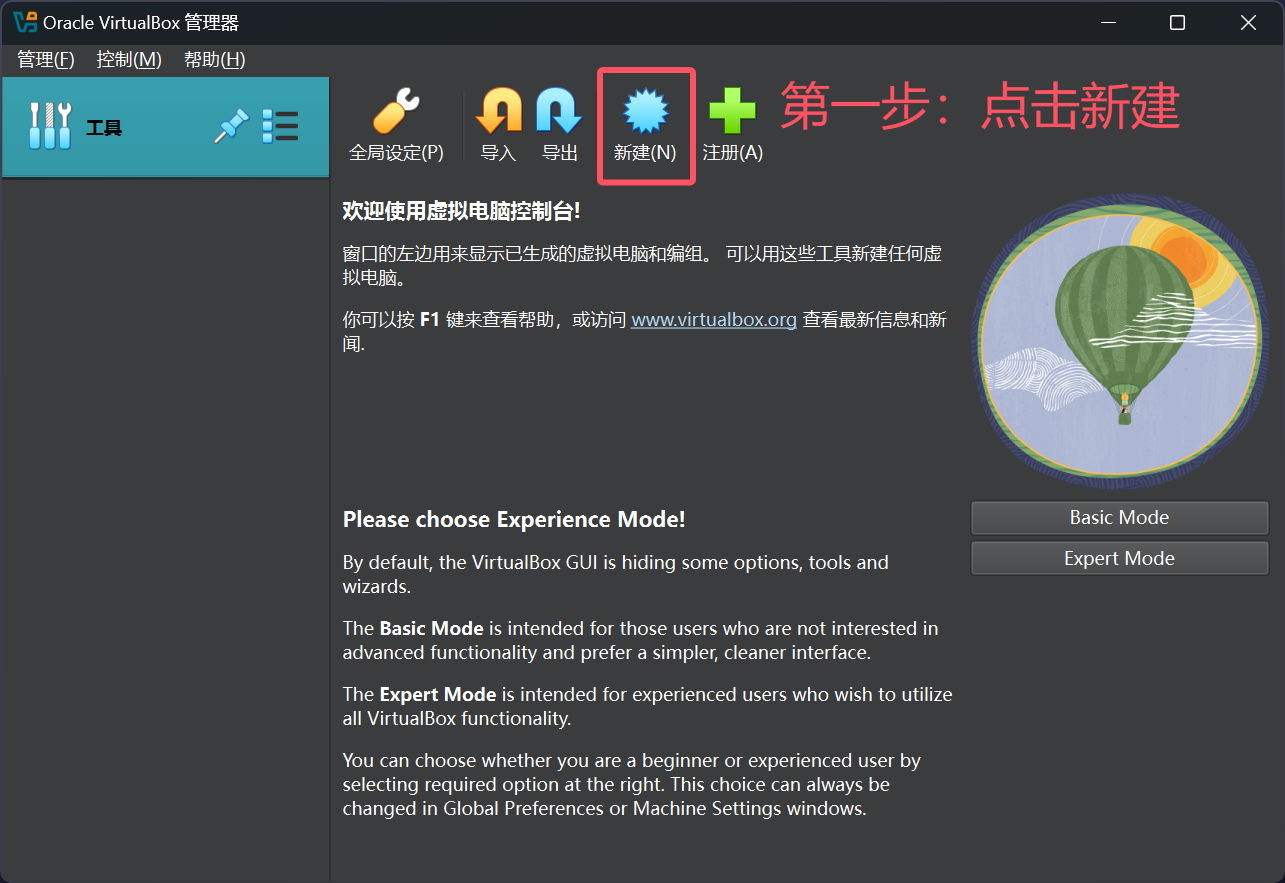 Oracle VirtualBox 管理器
管理(F) 控制(M) 帮助(H)
工具
全局设定(P) 导入 导出 新建(N) 注册(A)
第一步：点击新建
欢迎使用虚拟电脑控制台!
窗口的左边用来显示已生成的虚拟电脑和编组。 可以用这些工具新建任何虚
拟电脑。
你可以按 F1 键来查看帮助，或访问 www.virtualbox.org 查看最新信息和新
闻.
Please choose Experience Mode!
By default, the VirtualBox GUI is hiding some options, tools and
wizards.
The Basic Mode is intended for those users who are not interested in
advanced functionality and prefer a simpler, cleaner interface.
The Expert Mode is intended for experienced users who wish to utilize
all VirtualBox functionality.
You can choose whether you are a beginner or experienced user by
selecting required option at the right. This choice can always be
changed in Global Preferences or Machine Settings windows.
Basic Mode
Expert Mode